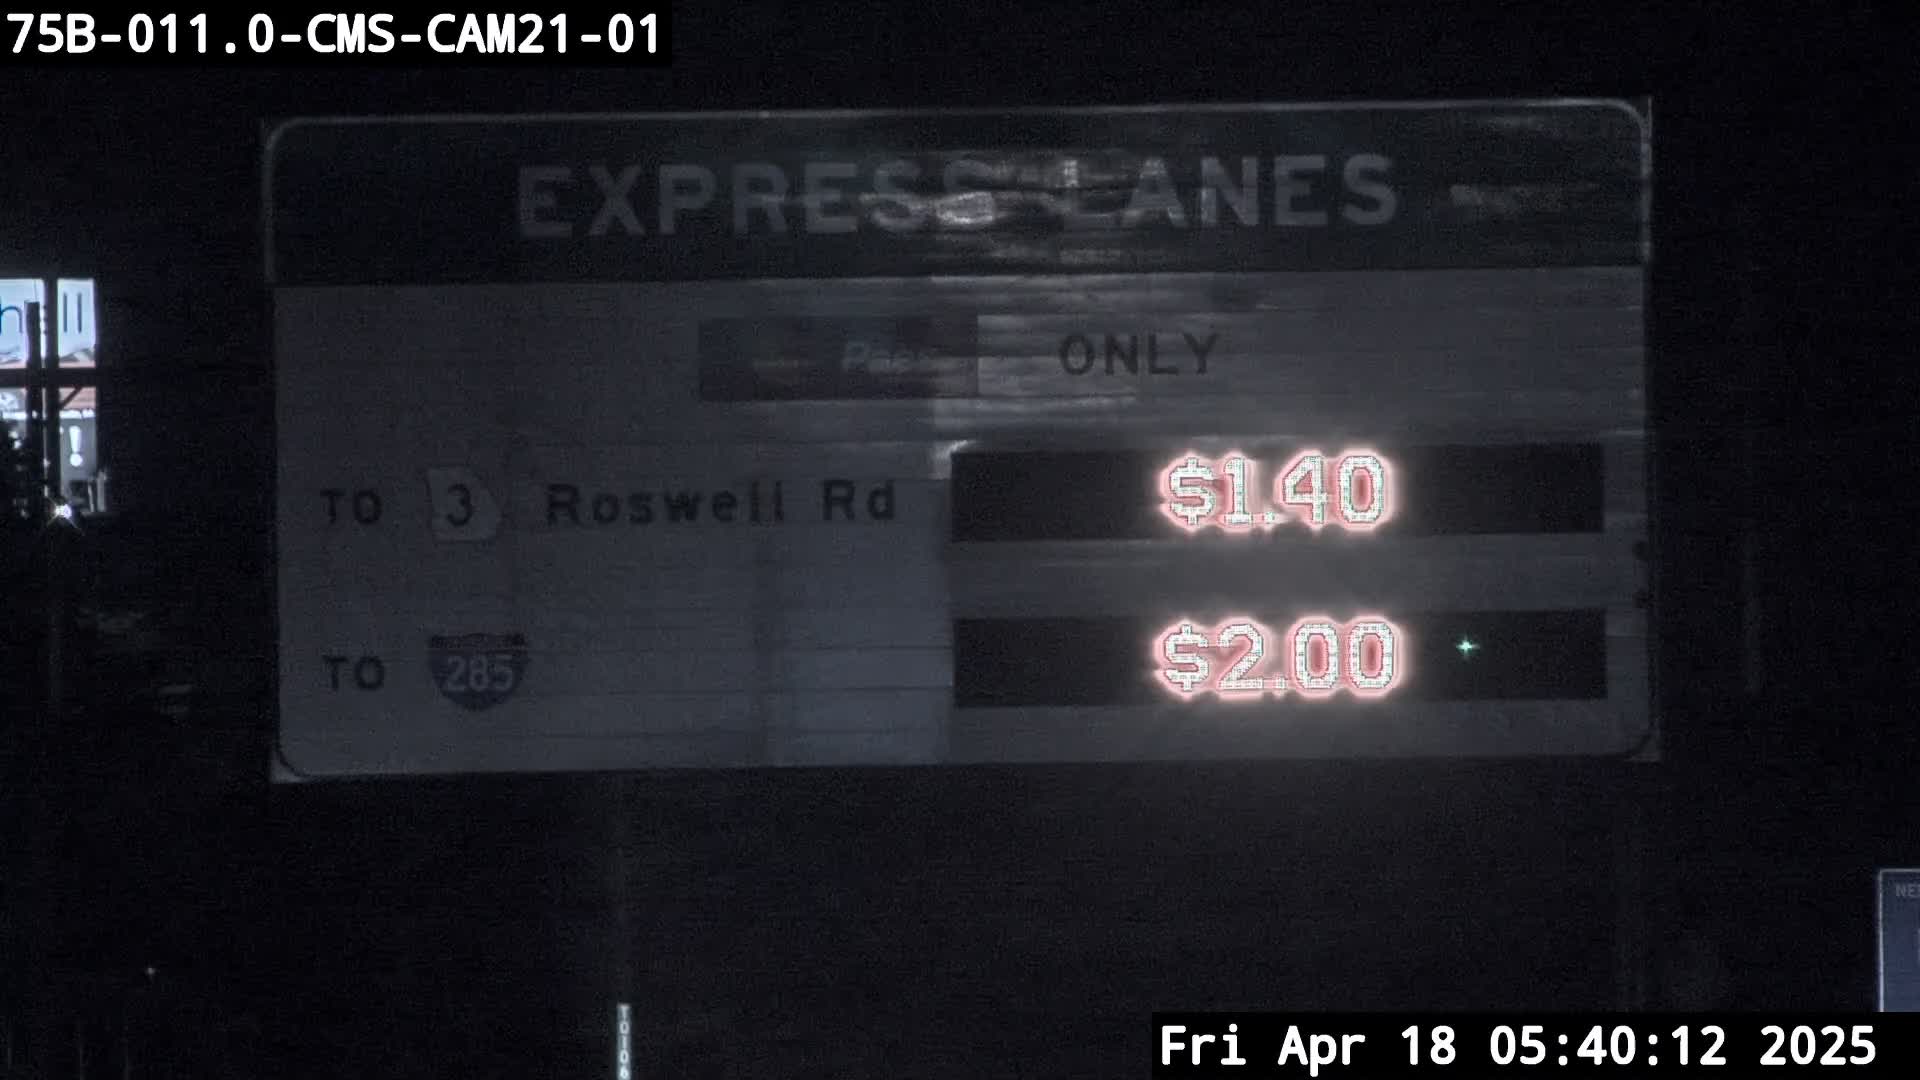 75B-011.0-CMS-CAM21-01
EXPRESS LANES
Pass ONLY
TO 3 Roswell Rd $1.40
TO 285 $2.00
Fri Apr 18 05:40:12 2025